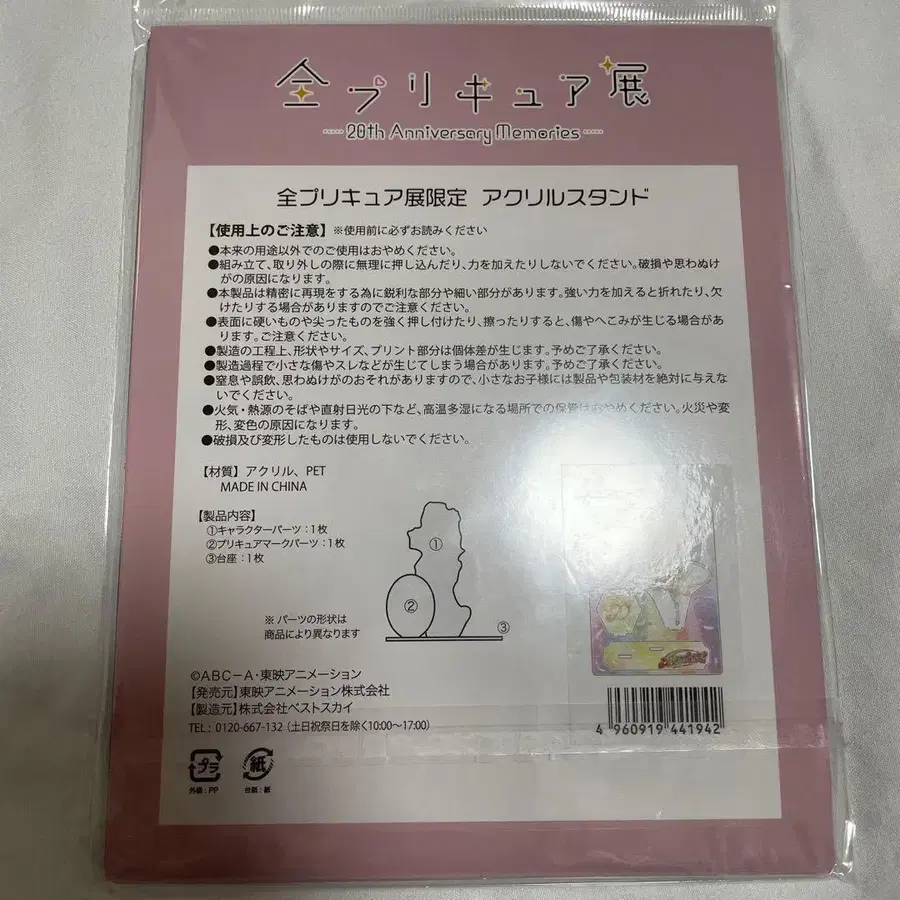 全プリキュア展
20th Anniversary Memories
全プリキュア展限定 アクリルスタンド
【使用上のご注意】※使用前に必ずお読みください
●本来の用途以外でのご使用はおやめください。
●組み立て、取り外しの際に無理に押し込んだり、力を加えたりしないでください。破損や思わぬけ
がの原因になります。
●本製品は精密に再現をする為に鋭利な部分や細い部分があります。強い力を加えると折れたり、欠
けたりする場合がありますのでご注意ください。
●表面に硬いものや尖ったものを強く押し付けたり、擦ったりすると、傷やへこみが生じる場合があ
ります。ご注意ください。
●製造の工程上、形状やサイズ、プリント部分は個体差が生じます。予めご了承ください。
●製造過程で小さな傷やスレなどが生じてしまう場合があります。予めご了承ください。
●窒息や誤飲、思わぬけがのおそれがありますので、小さなお子様には製品や包装材を絶対に与えな
いでください。
●火気・熱源のそばや直射日光の下など、高温多湿になる場所での保管はおやめください。火災や変
形、変色の原因になります。
●破損及び変形したものは使用しないでください。
【材質】アクリル、PET
MADE IN CHINA
【製品内容】
①キャラクターパーツ：1枚
②プリキュアマークパーツ：1枚
③台座：1枚
①
②
③
※ パーツの形状は
商品により異なります
©ABC－A・東映アニメーション
【発売元】東映アニメーション株式会社
【製造元】株式会社ベストスカイ
TEL：0120-667-132（土日祝祭日を除く10:00～17:00）
4 960919 441942
プラ
紙
外袋：PP
台紙：紙